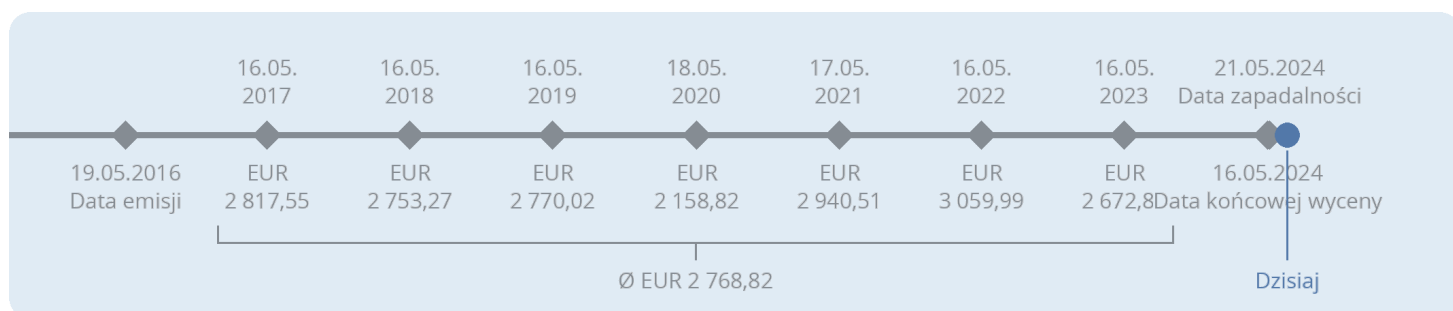 16.05.
2017
16.05.
2018
16.05.
2019
18.05.
2020
17.05.
2021
16.05.
2022
16.05.
2023
21.05.2024
Data zapadalności
19.05.2016
Data emisji
EUR
2 817,55
EUR
2 753,27
EUR
2 770,02
EUR
2 158,82
EUR
2 940,51
EUR
3 059,99
EUR
2 672,8
16.05.2024
Data końcowej wyceny
Ø EUR 2 768,82
Dzisiaj